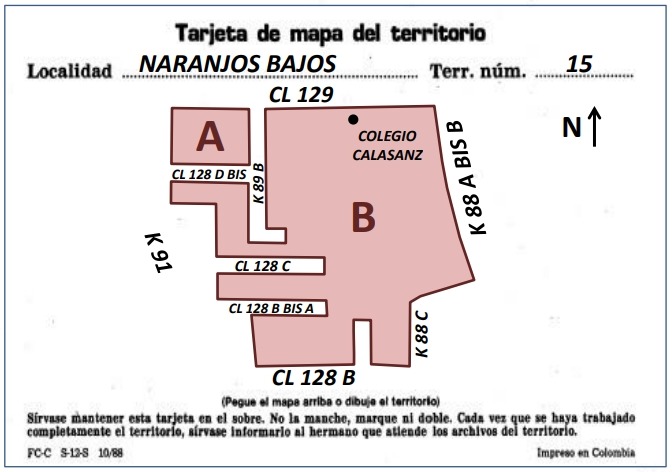 Tarjeta de mapa del territorio
Localidad NARANJOS BAJOS Terr. núm. 15
CL 129
A
COLEGIO
CALASANZ
N
CL 128 D BIS
K 89 B
K 88 A BIS B
B
K 91
CL 128 C
CL 128 B BIS A
K 88 C
CL 128 B
(Pegue el mapa arriba o dibuje el territorio)
Sírvase mantener esta tarjeta en el sobre. No la manche, marque ni doble. Cada vez que se haya trabajado
completamente el territorio, sírvase informarlo al hermano que atiende los archivos del territorio.
FC-C S-12-S 10/88 Impreso en Colombia